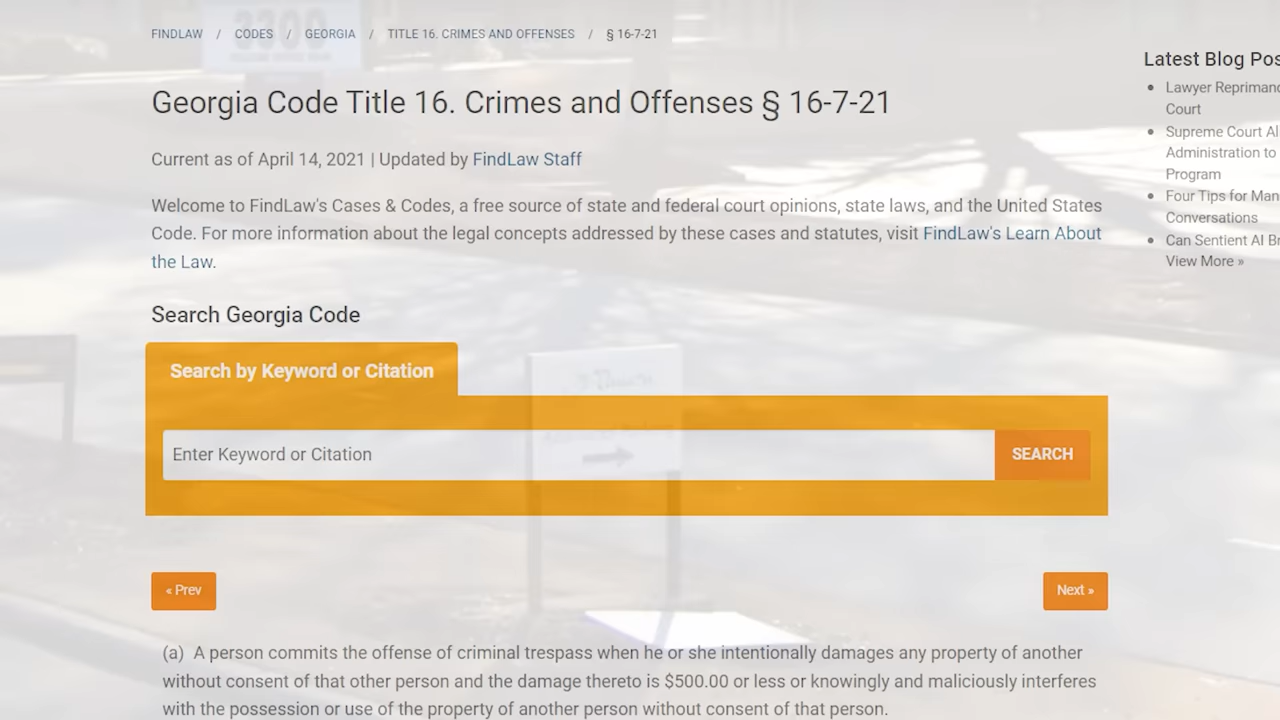 3300
FINDLAW / CODES / GEORGIA / TITLE 16. CRIMES AND OFFENSES / § 16-7-21
Georgia Code Title 16. Crimes and Offenses § 16-7-21
Current as of April 14, 2021 | Updated by FindLaw Staff
Welcome to FindLaw's Cases & Codes, a free source of state and federal court opinions, state laws, and the United States
Code. For more information about the legal concepts addressed by these cases and statutes, visit FindLaw's Learn About
the Law.
Search Georgia Code
Search by Keyword or Citation
Enter Keyword or Citation
SEARCH
« Prev
Next »
(a) A person commits the offense of criminal trespass when he or she intentionally damages any property of another
without consent of that other person and the damage thereto is $500.00 or less or knowingly and maliciously interferes
with the possession or use of the property of another person without consent of that person.
Latest Blog Pos
Lawyer Repriman
Court
Supreme Court Al
Administration to
Program
Four Tips for Man
Conversations
Can Sentient AI Br
View More »